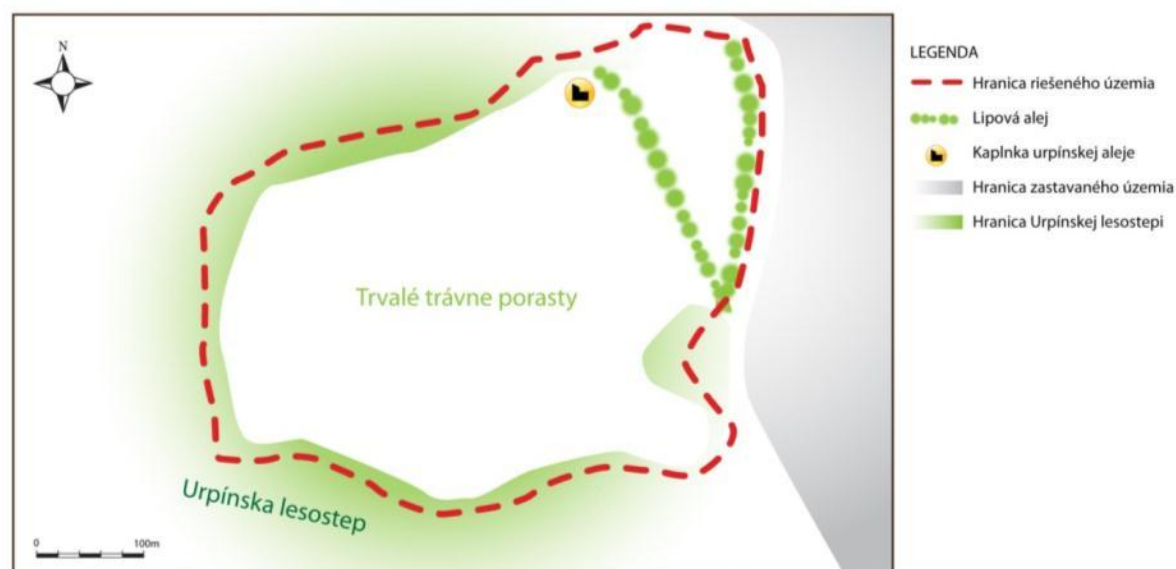 N
Trvalé trávne porasty
Urpínska lesostep
0 100m
LEGENDA
Hranica riešeného územia
Lipová alej
Kaplnka urpínskej aleje
Hranica zastavaného územia
Hranica Urpínskej lesostepi